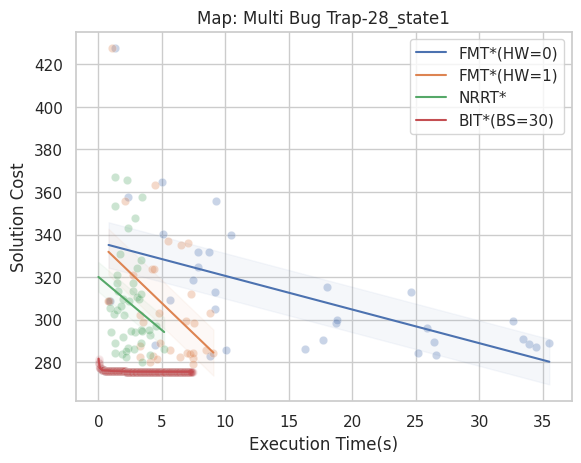 Map: Multi Bug Trap-28_state1
FMT*(HW=0)
FMT*(HW=1)
NRRT*
BIT*(BS=30)
Solution Cost
420
400
380
360
340
320
300
280
0
5
10
15
20
25
30
35
Execution Time(s)